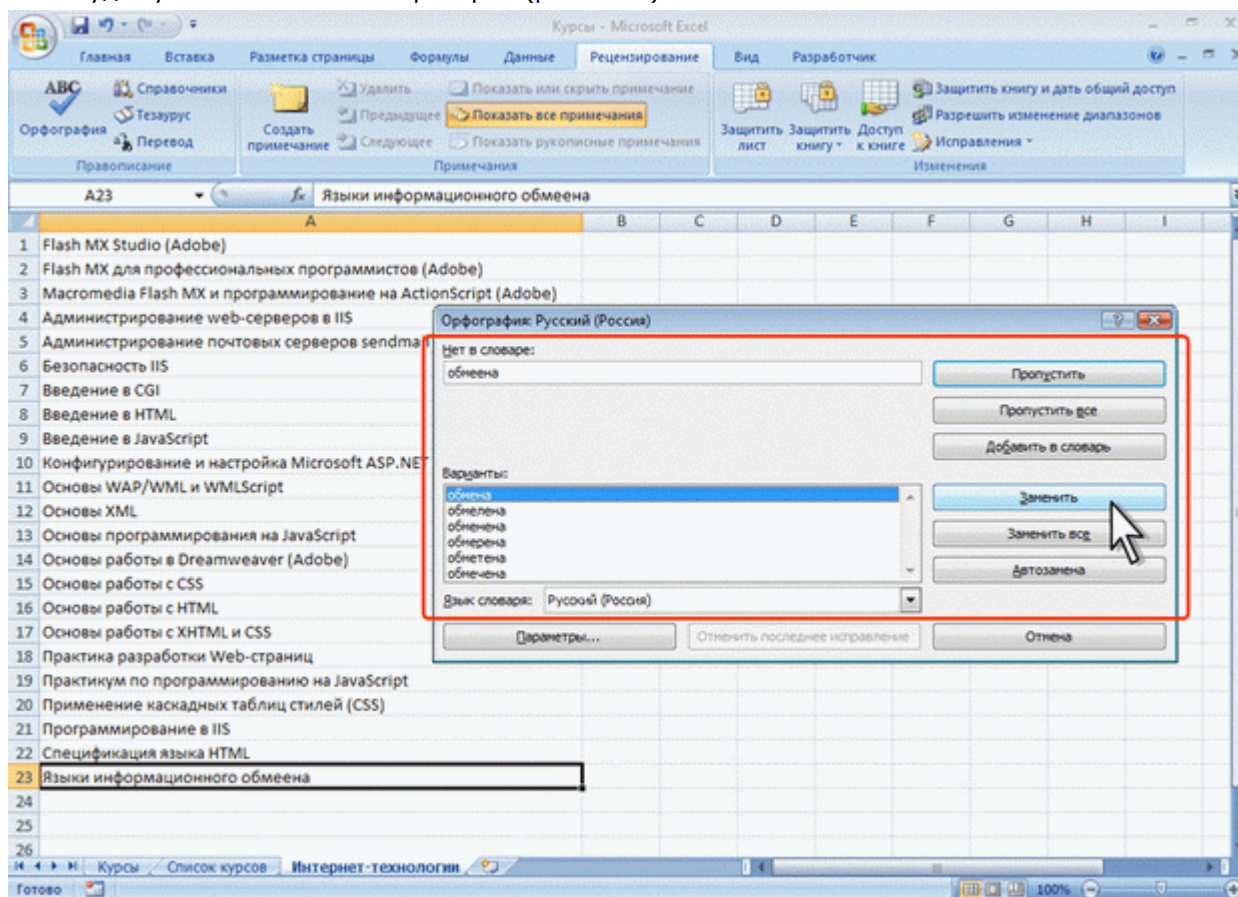 Курсы - Microsoft Excel
Главная Вставка Разметка страницы Формулы Данные Рецензирование Вид Разработчик
ABC Справочники Удалить Показать или скрыть примечание Защитить книгу и дать общий доступ
Тезаурус Предыдущее Показать все примечания Разрешить изменение диапазонов
Орфография Перевод Создать примечание Следующее Показать рукописные примечания Защитить лист Защитить книгу Доступ к книге Исправления
Правописание Примечания Изменения
A23 fx Языки информационного обмеена
A B C D E F G H I
1 Flash MX Studio (Adobe)
2 Flash MX для профессиональных программистов (Adobe)
3 Macromedia Flash MX и программирование на ActionScript (Adobe)
4 Администрирование web-серверов в IIS
5 Администрирование почтовых серверов sendmail
6 Безопасность IIS
7 Введение в CGI
8 Введение в HTML
9 Введение в JavaScript
10 Конфигурирование и настройка Microsoft ASP.NET
11 Основы WAP/WML и WMLScript
12 Основы XML
13 Основы программирования на JavaScript
14 Основы работы в Dreamweaver (Adobe)
15 Основы работы с CSS
16 Основы работы с HTML
17 Основы работы с XHTML и CSS
18 Практика разработки Web-страниц
19 Практикум по программированию на JavaScript
20 Применение каскадных таблиц стилей (CSS)
21 Программирование в IIS
22 Спецификация языка HTML
23 Языки информационного обмеена
24
25
26
Орфография: Русский (Россия)
Нет в словаре:
обмеена
Пропустить
Пропустить все
Добавить в словарь
Варианты:
обмена
обмелена
обменена
обмерена
обметена
обмечена
Заменить
Заменить все
Автозамена
Язык словаря: Русский (Россия)
Параметры... Отменить последнее исправление Отмена
Курсы Список курсов Интернет-технологии
Готово 100%